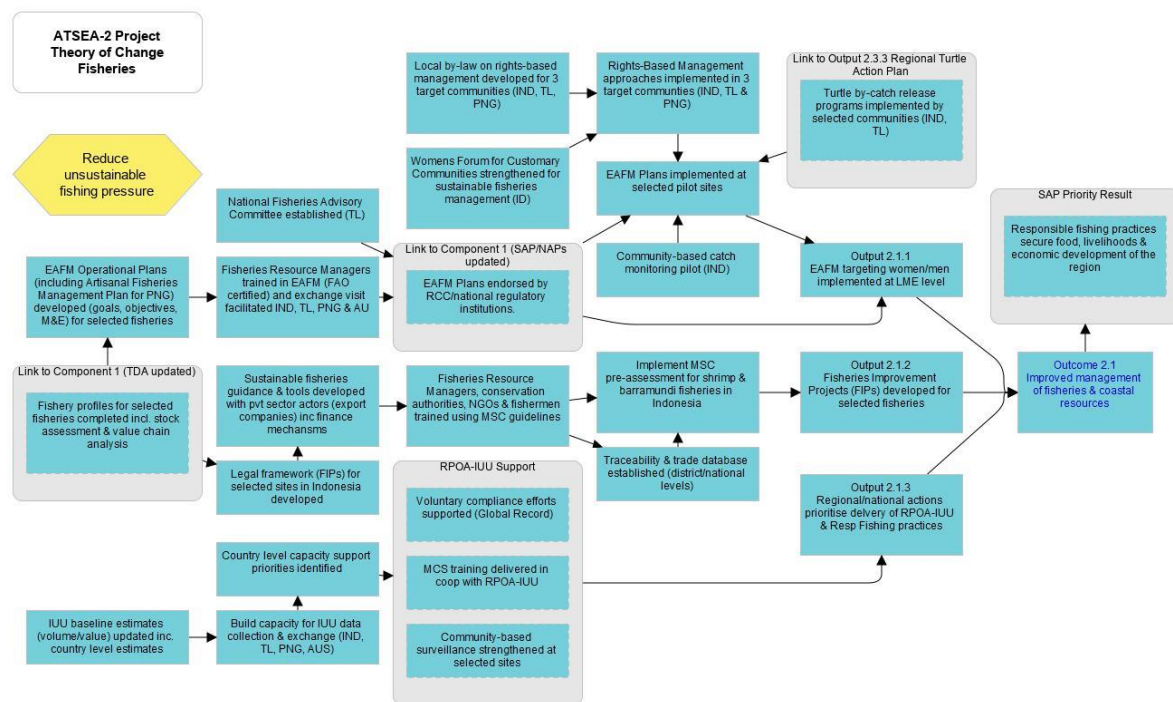 ATSEA-2 Project
Theory of Change
Fisheries
Reduce
unsustainable
fishing pressure
Local by-law on rights-based
management developed for 3
target communities (IND, TL,
PNG)
Rights-Based Management
approaches implemented in 3
target communties (IND, TL &
PNG)
Link to Output 2.3.3 Regional Turtle
Action Plan
Turtle by-catch release
programs implemented by
selected communities (IND,
TL)
Womens Forum for Customary
Communities strengthened for
sustainable fisheries
management (ID)
EAFM Plans implemented at
selected pilot sites
National Fisheries Advisory
Committee established (TL)
SAP Priority Result
Responsible fishing practices
secure food, livelihoods &
economic development of the
region
EAFM Operational Plans
(including Artisanal Fisheries
Management Plan for PNG)
developed (goals, objectives,
M&E) for selected fisheries
Fisheries Resource Managers
trained in EAFM (FAO
certified) and exchange visit
facilitated IND, TL, PNG & AU
Link to Component 1 (SAP/NAPs
updated)
EAFM Plans endorsed by
RCC/national regulatory
institutions.
Community-based catch
monitoring pilot (IND)
Output 2.1.1
EAFM targeting women/men
implemented at LME level
Link to Component 1 (TDA updated)
Fishery profiles for selected
fisheries completed incl. stock
assessment & value chain
analysis
Sustainable fisheries
guidance & tools developed
with pvt sector actors (export
companies) inc finance
mechansms
Fisheries Resource
Managers, conservation
authorities, NGOs & fishermen
trained using MSC guidelines
Implement MSC
pre-assessment for shrimp &
barramundi fisheries in
Indonesia
Output 2.1.2
Fisheries Improvement
Projects (FIPs) developed for
selected fisheries
Outcome 2.1
Improved management
of fisheries & coastal
resources
Legal framework (FIPs) for
selected sites in Indonesia
developed
Traceability & trade database
established (district/national
levels)
RPOA-IUU Support
Voluntary compliance efforts
supported (Global Record)
MCS training delivered in
coop with RPOA-IUU
Community-based
surveillance strengthened at
selected sites
Output 2.1.3
Regional/national actions
prioritise delvery of RPOA-IUU
& Resp Fishing practices
Country level capacity support
priorities identified
IUU baseline estimates
(volume/value) updated inc.
country level estimates
Build capacity for IUU data
collection & exchange (IND,
TL, PNG, AUS)